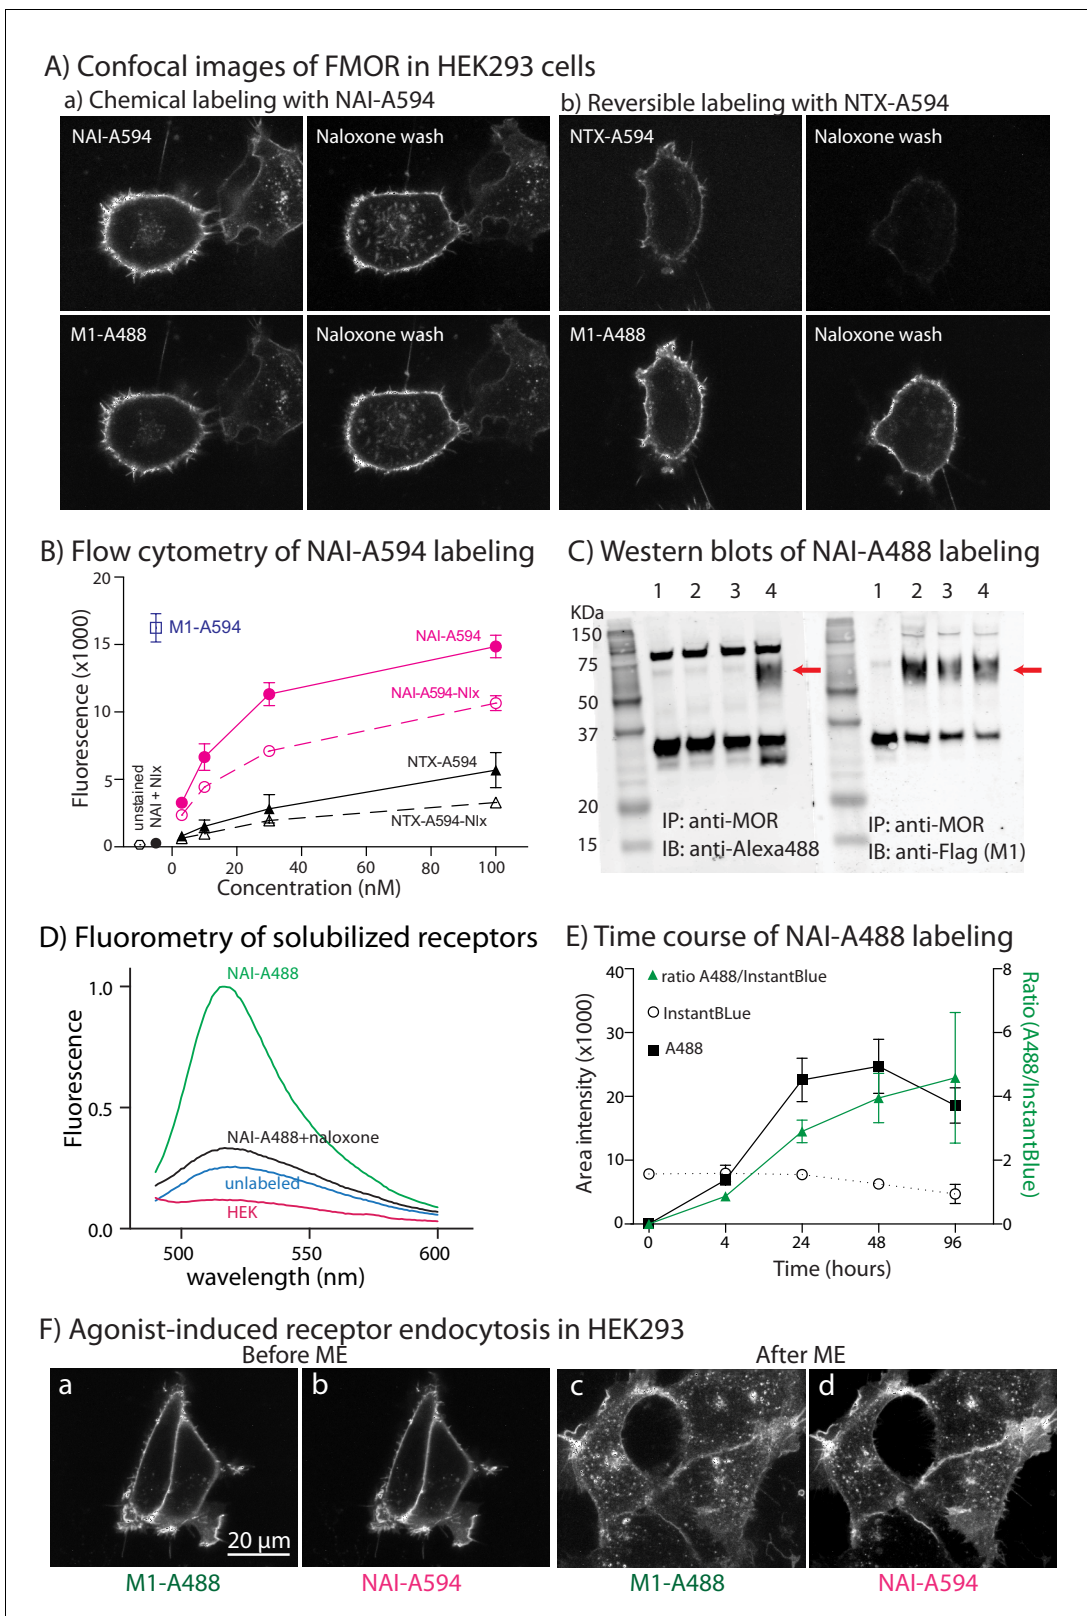 A) Confocal images of FMOR in HEK293 cells
a) Chemical labeling with NAI-A594
b) Reversible labeling with NTX-A594
NAI-A594
Naloxone wash
NTX-A594
Naloxone wash
M1-A488
Naloxone wash
M1-A488
Naloxone wash
B) Flow cytometry of NAI-A594 labeling
Fluorescence (x1000)
20
15
10
5
0
M1-A594
NAI-A594
NAI-A594-Nlx
NTX-A594
NTX-A594-Nlx
unstained
NAI + Nlx
0 20 40 60 80 100
Concentration (nM)
C) Western blots of NAI-A488 labeling
1 2 3 4 1 2 3 4
KDa
150
75
50
37
20
15
IP: anti-MOR
IB: anti-Alexa488
IP: anti-MOR
IB: anti-Flag (M1)
D) Fluorometry of solubilized receptors
Fluorescence
1.0
0.5
0.0
NAI-A488
NAI-A488+naloxone
unlabeled
HEK
500 550 600
wavelength (nm)
E) Time course of NAI-A488 labeling
Area intensity (x1000)
40
30
20
10
0
ratio A488/InstantBlue
InstantBLue
A488
8
6
4
2
0
Ratio (A488/InstantBlue)
0 4 24 48 96
Time (hours)
F) Agonist-induced receptor endocytosis in HEK293
Before ME
After ME
a
b
c
d
20 µm
M1-A488
NAI-A594
M1-A488
NAI-A594